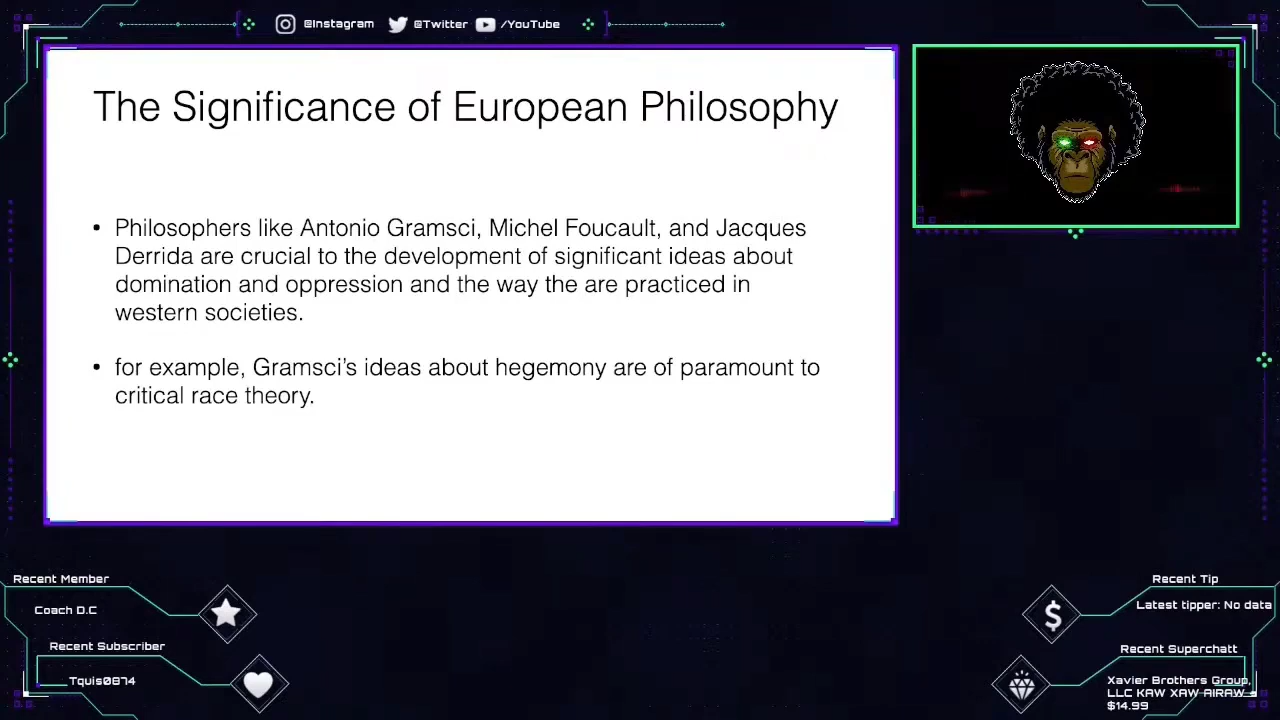 @Instagram @Twitter /YouTube
The Significance of European Philosophy
• Philosophers like Antonio Gramsci, Michel Foucault, and Jacques
Derrida are crucial to the development of significant ideas about
domination and oppression and the way the are practiced in
western societies.
• for example, Gramsci’s ideas about hegemony are of paramount to
critical race theory.
Recent Member
Coach D.C
Recent Subscriber
Tquis0874
Recent Tip
Latest tipper: No data
Recent Superchatt
Xavier Brothers Group,
LLC KAW XAW AIRAW -
$14.99